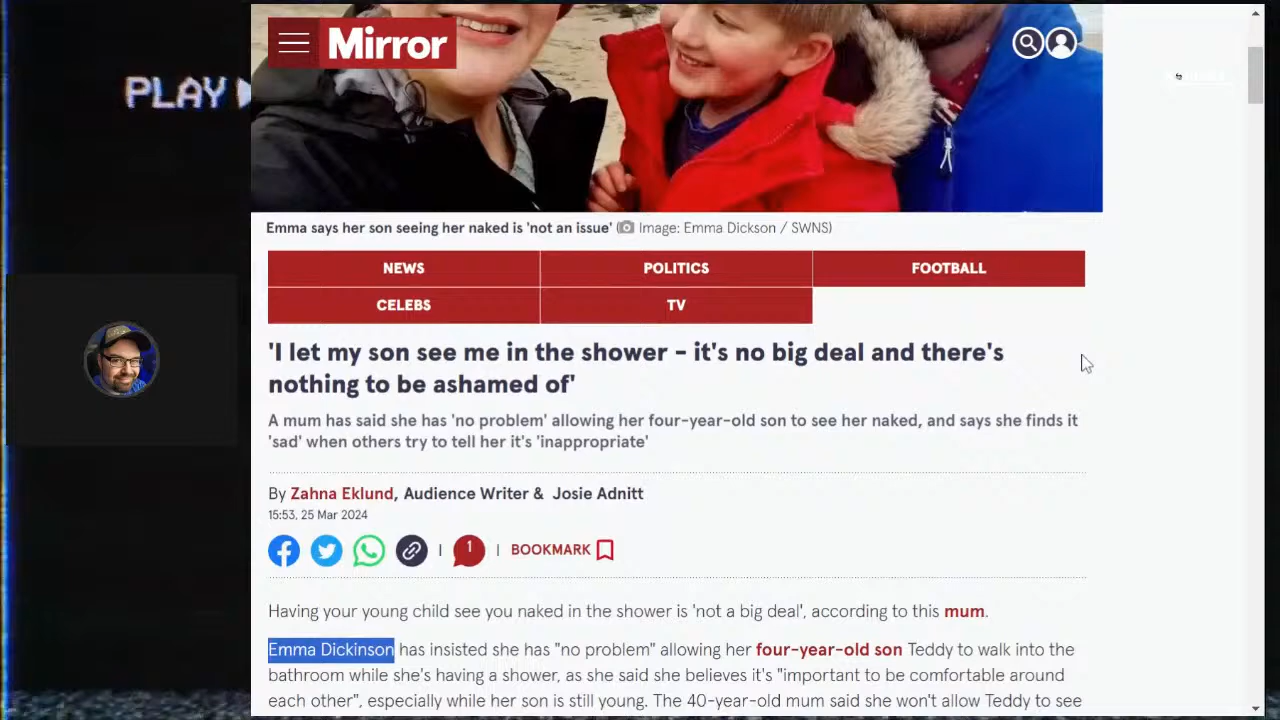 Mirror
PLAY
Emma says her son seeing her naked is 'not an issue' Image: Emma Dickson / SWNS)
NEWS
POLITICS
FOOTBALL
CELEBS
TV
'I let my son see me in the shower – it's no big deal and there's
nothing to be ashamed of'
A mum has said she has 'no problem' allowing her four-year-old son to see her naked, and says she finds it
'sad' when others try to tell her it's 'inappropriate'
By Zahna Eklund, Audience Writer & Josie Adnitt
15:53, 25 Mar 2024
1
BOOKMARK
Having your young child see you naked in the shower is 'not a big deal', according to this mum.
Emma Dickinson has insisted she has "no problem" allowing her four-year-old son Teddy to walk into the
bathroom while she's having a shower, as she said she believes it's "important to be comfortable around
each other", especially while her son is still young. The 40-year-old mum said she won't allow Teddy to see